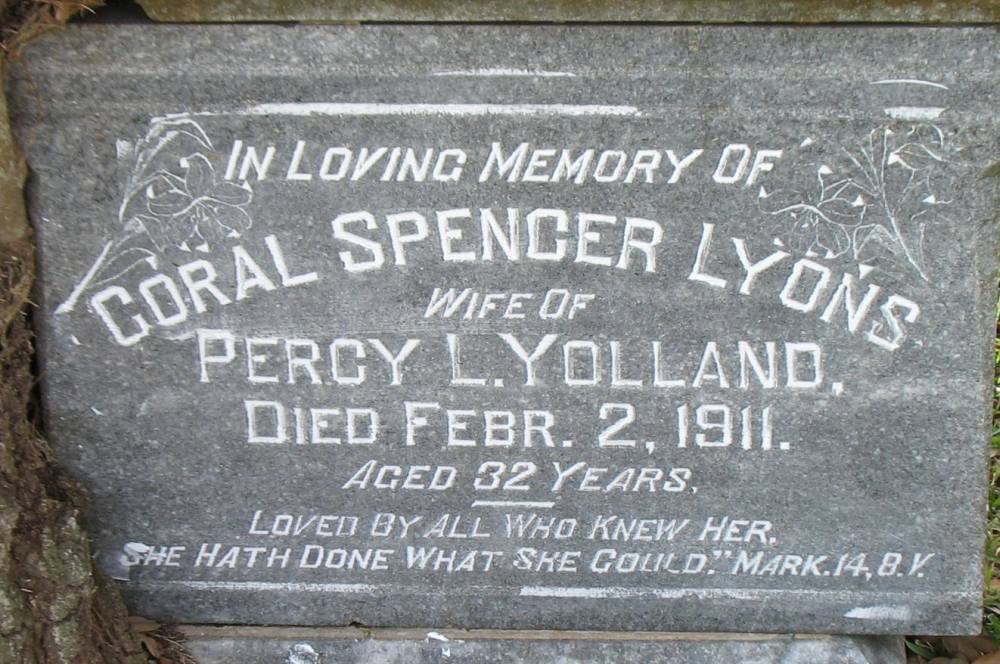 IN LOVING MEMORY OF
CORAL SPENCER LYONS
WIFE OF
PERCY L. YOLLAND,
DIED FEBR. 2, 1911.
AGED 32 YEARS.
LOVED BY ALL WHO KNEW HER.
SHE HATH DONE WHAT SHE COULD." MARK. 14, 8. V.